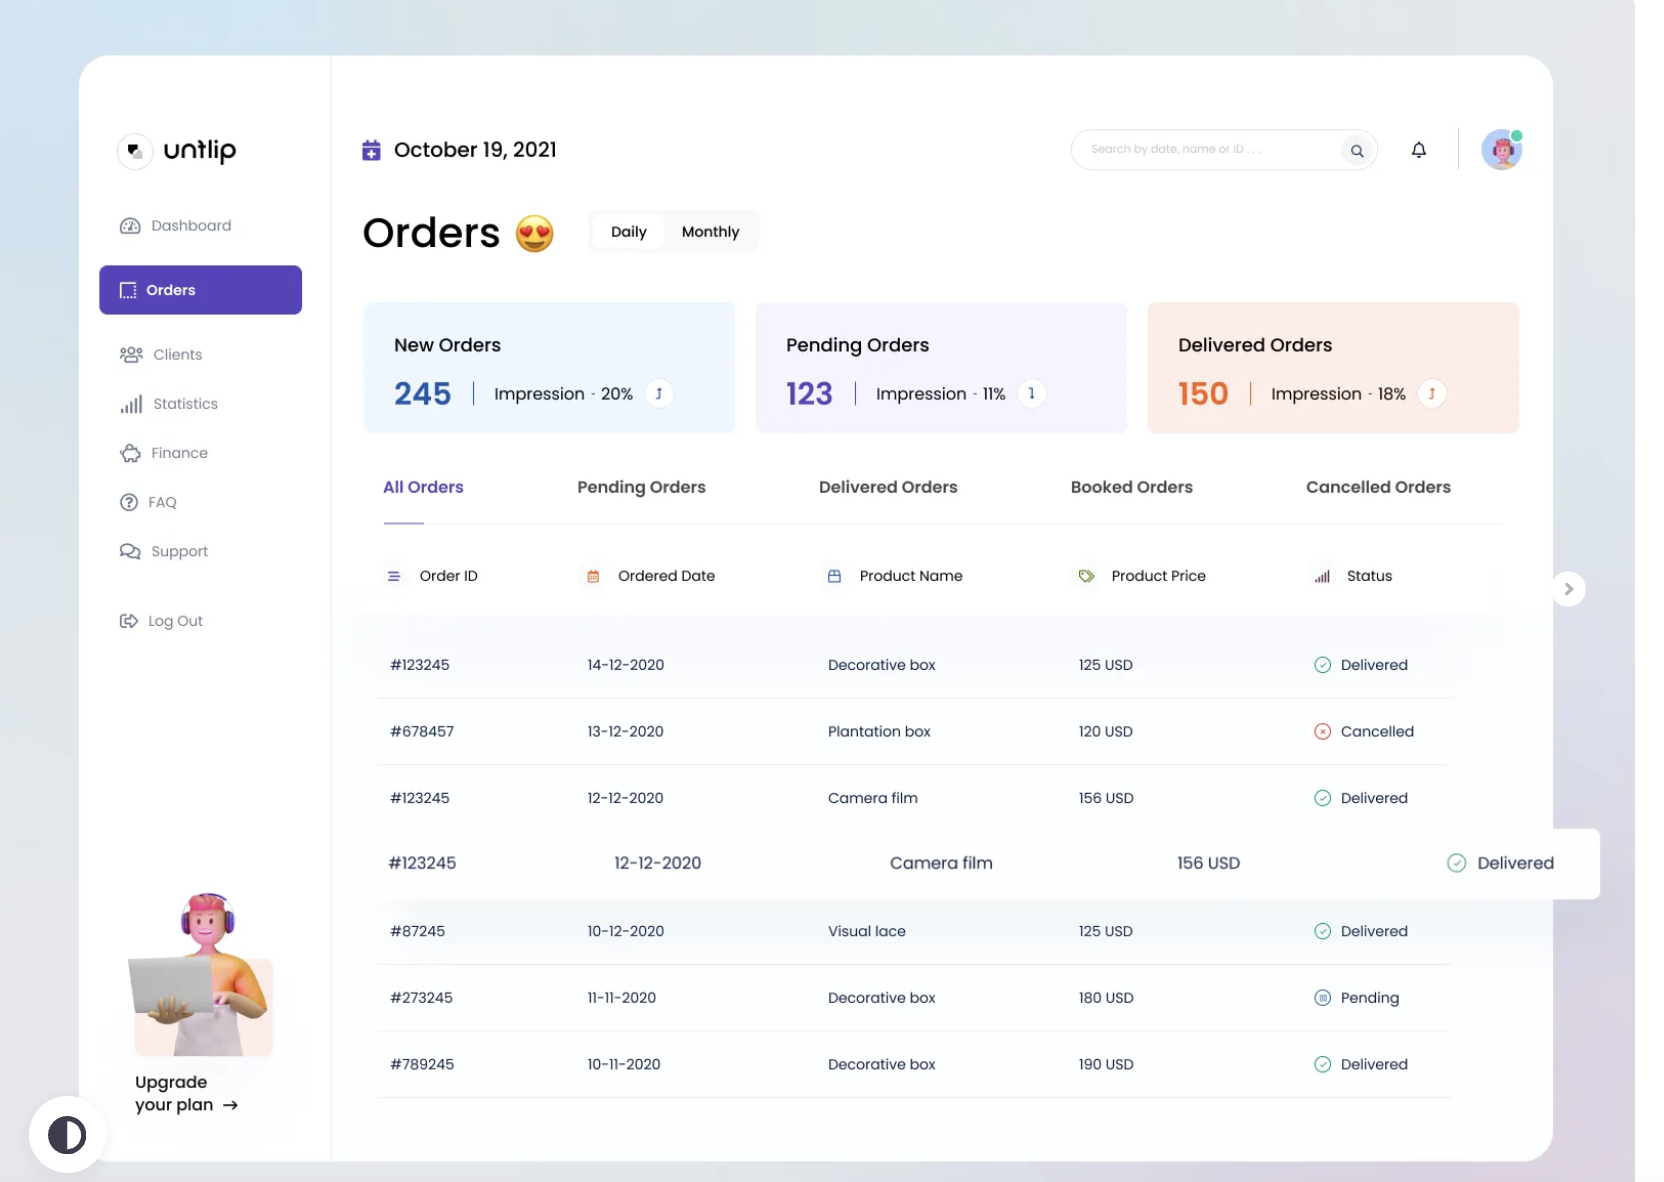 untlip
October 19, 2021
Search by date, name or ID . . .
Dashboard
Orders
Clients
Statistics
Finance
FAQ
Support
Log Out
Upgrade
your plan →
Orders 😍
Daily Monthly
New Orders
245 | Impression - 20%
Pending Orders
123 | Impression - 11%
Delivered Orders
150 | Impression - 18%
All Orders Pending Orders Delivered Orders Booked Orders Cancelled Orders
Order ID Ordered Date Product Name Product Price Status
#123245 14-12-2020 Decorative box 125 USD Delivered
#678457 13-12-2020 Plantation box 120 USD Cancelled
#123245 12-12-2020 Camera film 156 USD Delivered
#123245 12-12-2020 Camera film 156 USD Delivered
#87245 10-12-2020 Visual lace 125 USD Delivered
#273245 11-11-2020 Decorative box 180 USD Pending
#789245 10-11-2020 Decorative box 190 USD Delivered